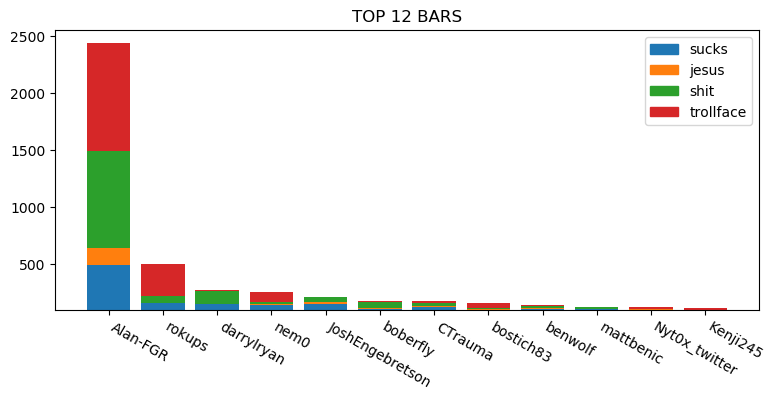 TOP 12 BARS
2500
2000
1500
1000
500
sucks
jesus
shit
trollface
Alan-FGR
rokups
darrylryan
nem0
JoshEngebretson
boberfly
CTrauma
bostich83
benwolf
mattbenic
Nyt0x_twitter
Kenji245